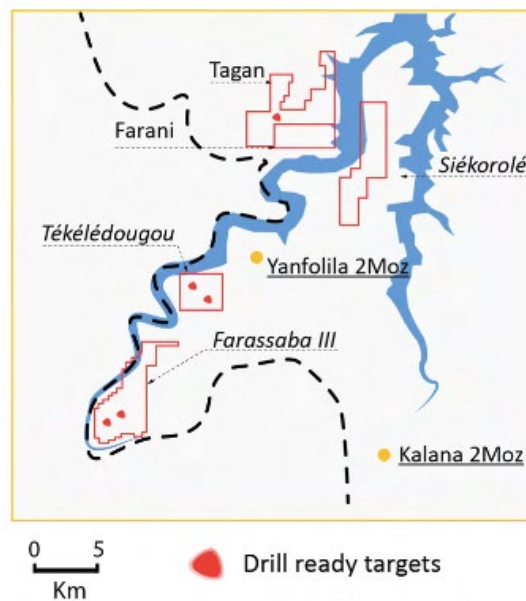 Tagan
Farani
Siékorolé
Tékélédougou
Yanfolila 2Moz
Farassaba III
Kalana 2Moz
0 5
Km
Drill ready targets